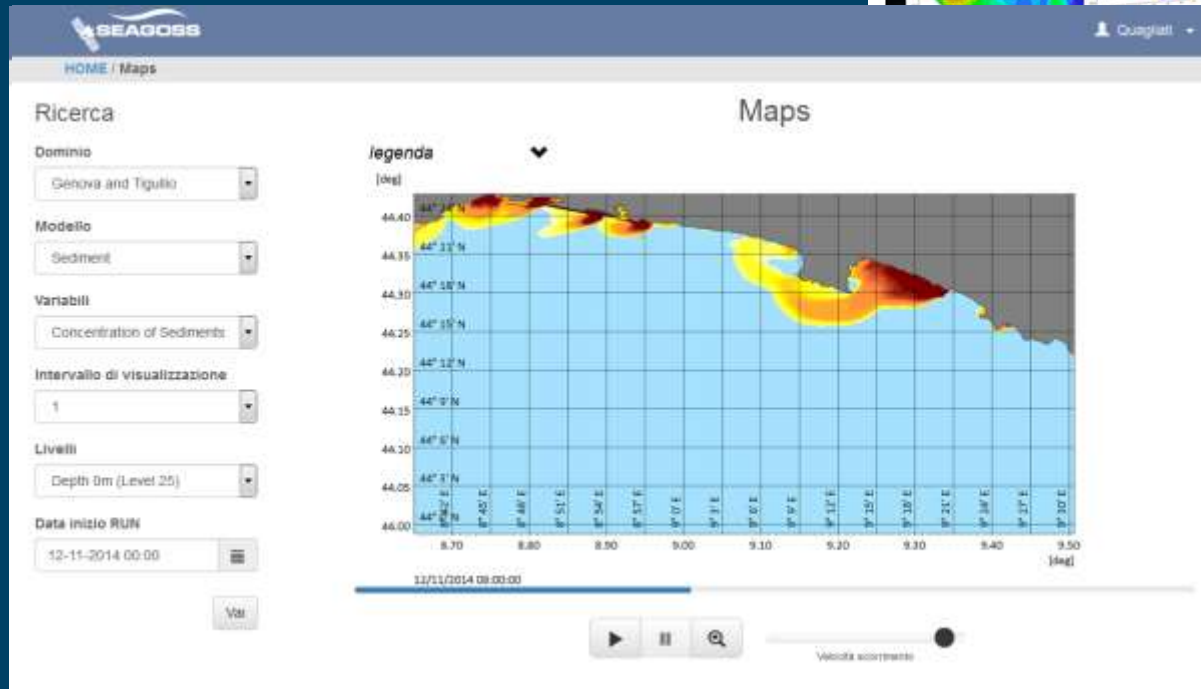 SEAGOSS
Quagliati
HOME / Maps
Ricerca
Dominio
Genova and Tigullio
Modello
Sediment
Variabili
Concentration of Sediments
Intervallo di visualizzazione
1
Livelli
Depth 0m (Level 25)
Data inizio RUN
12-11-2014 00:00
Vai
Maps
legenda
[deg]
44.40
44.35
44.30
44.25
44.20
44.15
44.10
44.05
44.00
44° 15' N
44° 12' N
44° 9' N
44° 6' N
44° 3' N
8° 45' E
8° 48' E
8° 51' E
8° 54' E
8° 57' E
9° 0' E
9° 3' E
9° 6' E
9° 9' E
9° 12' E
9° 15' E
9° 18' E
9° 21' E
9° 24' E
9° 27' E
9° 30' E
8.70 8.80 8.90 9.00 9.10 9.20 9.30 9.40 9.50
[deg]
12/11/2014 08:00:00
Velocità scorrimento